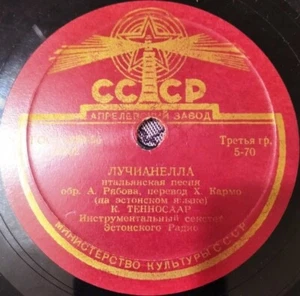 СССР
АПРЕЛЕВСКИЙ ЗАВОД
Третья гр.
5-70
ЛУЧИАНЕЛЛА
итальянская песня
обр. А. Рябова, перевод Х. Кармо
(на эстонском языке)
К. ТЕННОСААР
Инструментальный секстет
Эстонского Радио
МИНИСТЕРСТВО КУЛЬТУРЫ СССР